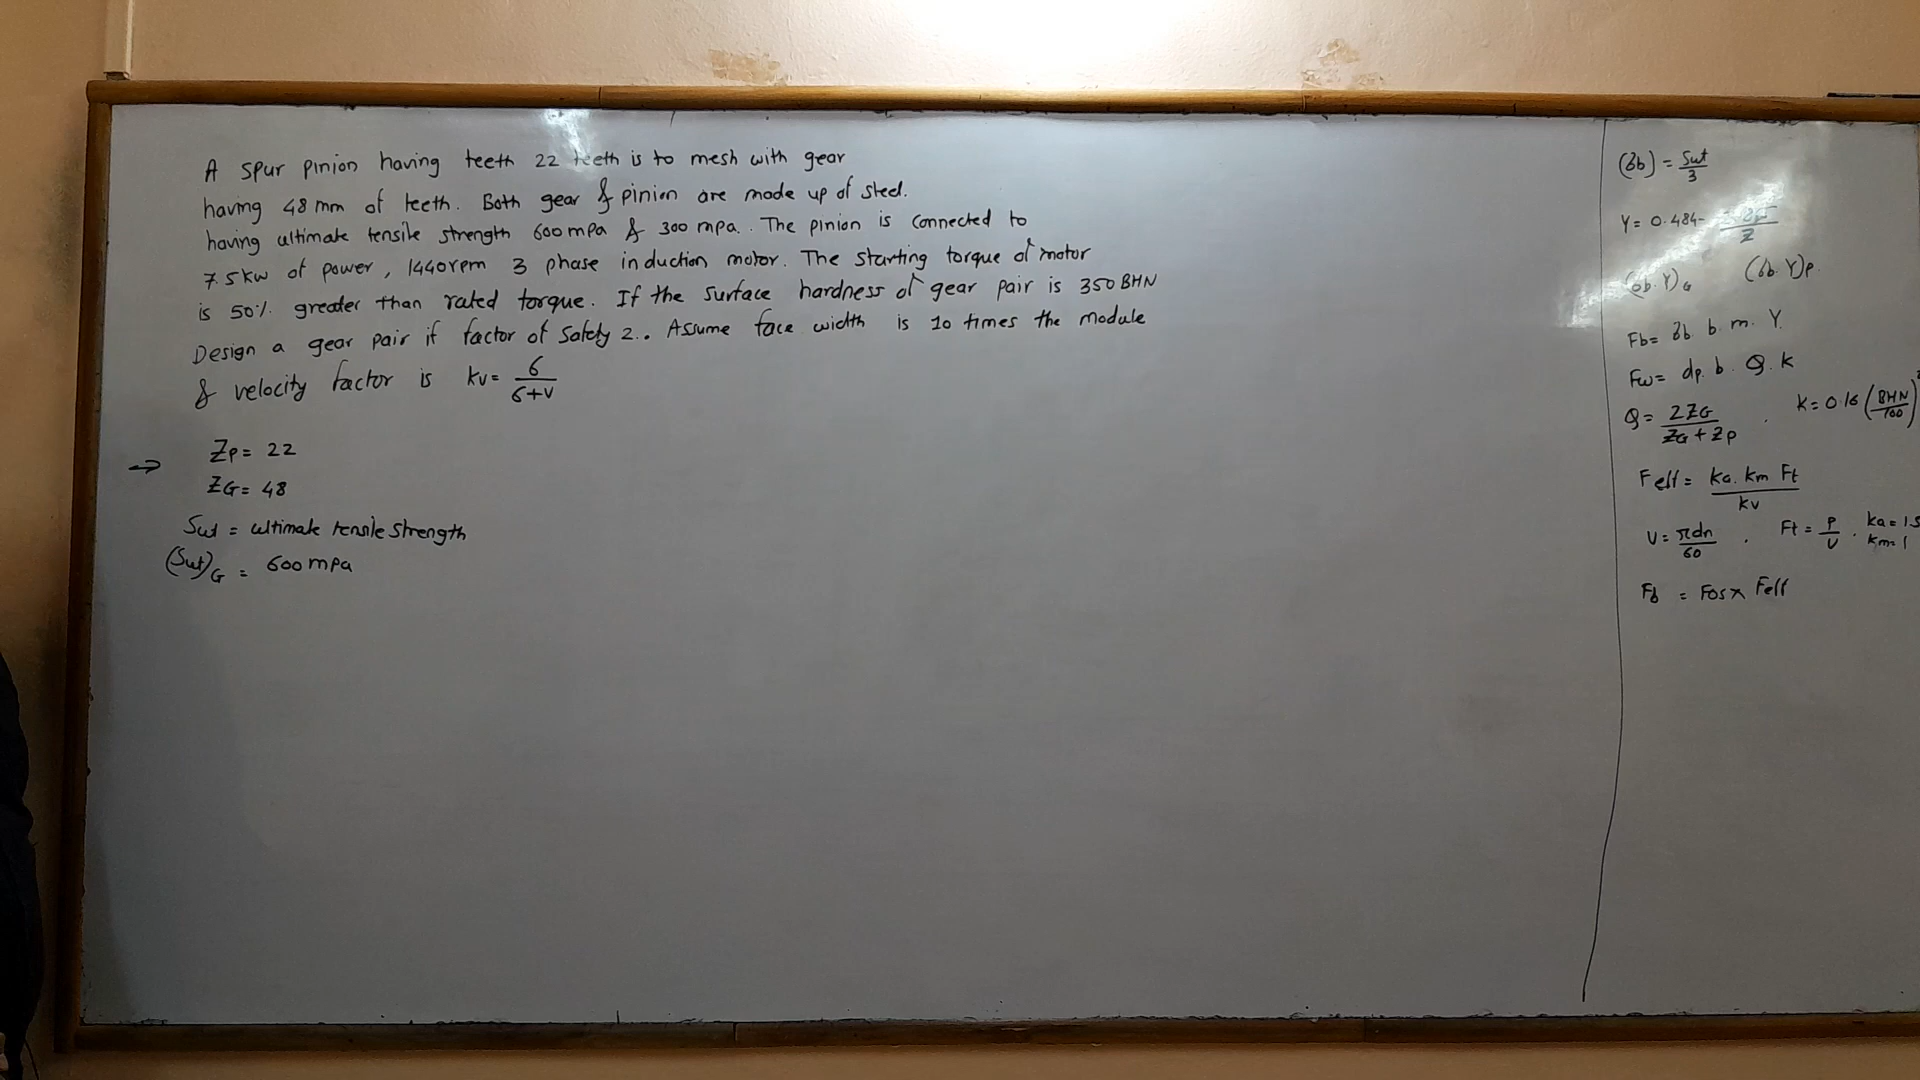 A spur pinion having teeth 22 teeth is to mesh with gear
having 48 mm of teeth. Both gear & pinion are made up of steel.
having ultimate tensile strength 600 mpa & 300 mpa. The pinion is connected to
7.5 kw of power, 1440 rpm 3 phase induction motor. The starting torque of motor
is 50% greater than rated torque. If the surface hardness of gear pair is 350 BHN
Design a gear pair if factor of safety 2. Assume face width is 10 times the module
& velocity factor is kv = 6/(6+v)
→ Zp = 22
ZG = 48
Sut = ultimate tensile strength
(Sut)G = 600 mpa
(σb) = Sut/3
Y = 0.484 - /Z
(σb. Y)G (σb. Y)P.
Fb = σb. b. m. Y.
Fw = dp. b. Q. K
Q = 2ZG/(ZG + Zp) . K = 0.16 (BHN/100)
Feff = ka. km Ft/kv
V = πdn/60 . Ft = P/V . ka = 1.5
km = 1
Fb = Fos x Feff